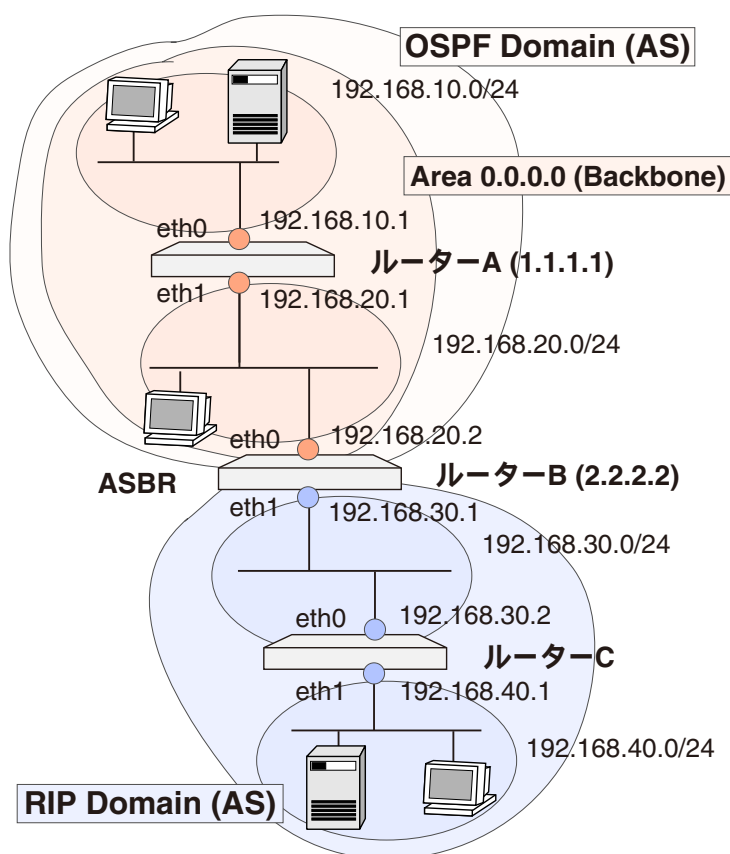 OSPF Domain (AS)
192.168.10.0/24
Area 0.0.0.0 (Backbone)
eth0
192.168.10.1
ルーターA (1.1.1.1)
eth1
192.168.20.1
192.168.20.0/24
eth0
192.168.20.2
ASBR
ルーターB (2.2.2.2)
eth1
192.168.30.1
192.168.30.0/24
eth0
192.168.30.2
ルーターC
eth1
192.168.40.1
192.168.40.0/24
RIP Domain (AS)